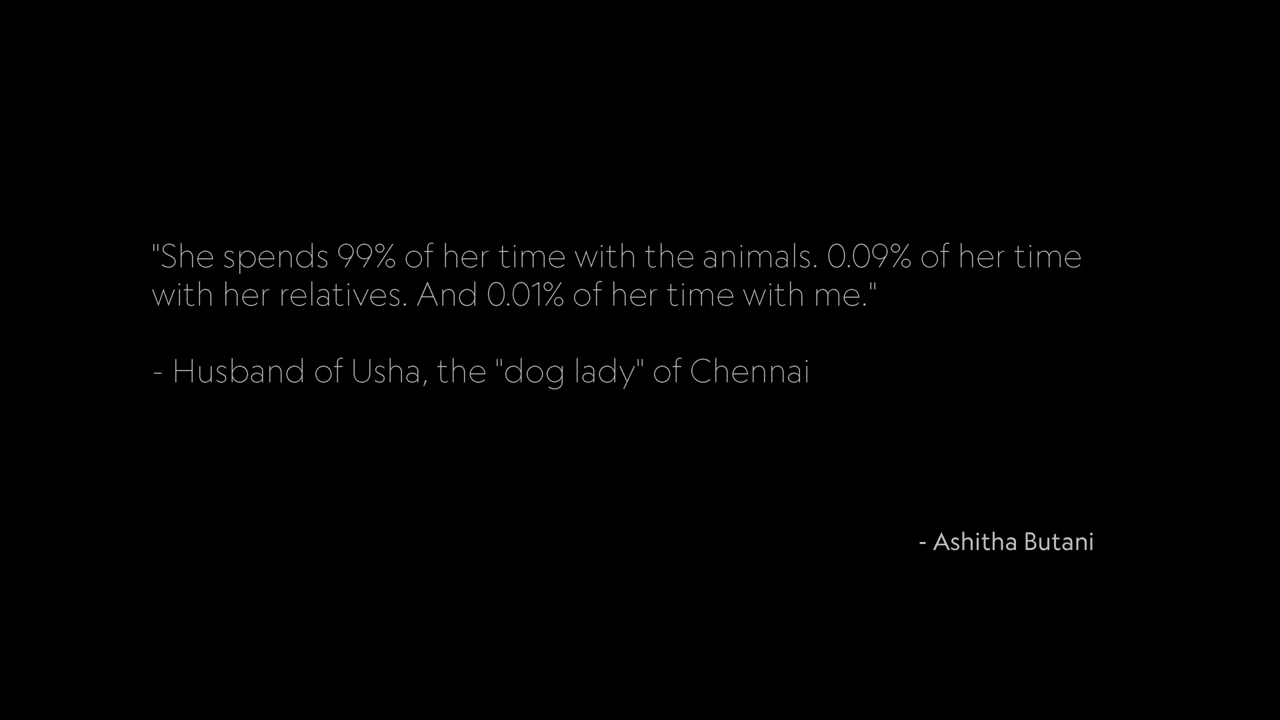 "She spends 99% of her time with the animals. 0.09% of her time
with her relatives. And 0.01% of her time with me."
- Husband of Usha, the "dog lady" of Chennai
- Ashitha Butani